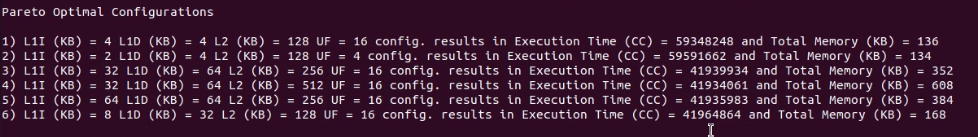 Pareto Optimal Configurations
1) L1I (KB) = 4 L1D (KB) = 4 L2 (KB) = 128 UF = 16 config. results in Execution Time (CC) = 59348248 and Total Memory (KB) = 136
2) L1I (KB) = 2 L1D (KB) = 4 L2 (KB) = 128 UF = 4 config. results in Execution Time (CC) = 59591662 and Total Memory (KB) = 134
3) L1I (KB) = 32 L1D (KB) = 64 L2 (KB) = 256 UF = 16 config. results in Execution Time (CC) = 41939934 and Total Memory (KB) = 352
4) L1I (KB) = 32 L1D (KB) = 64 L2 (KB) = 512 UF = 16 config. results in Execution Time (CC) = 41934061 and Total Memory (KB) = 608
5) L1I (KB) = 64 L1D (KB) = 64 L2 (KB) = 256 UF = 16 config. results in Execution Time (CC) = 41935983 and Total Memory (KB) = 384
6) L1I (KB) = 8 L1D (KB) = 32 L2 (KB) = 128 UF = 16 config. results in Execution Time (CC) = 41964864 and Total Memory (KB) = 168